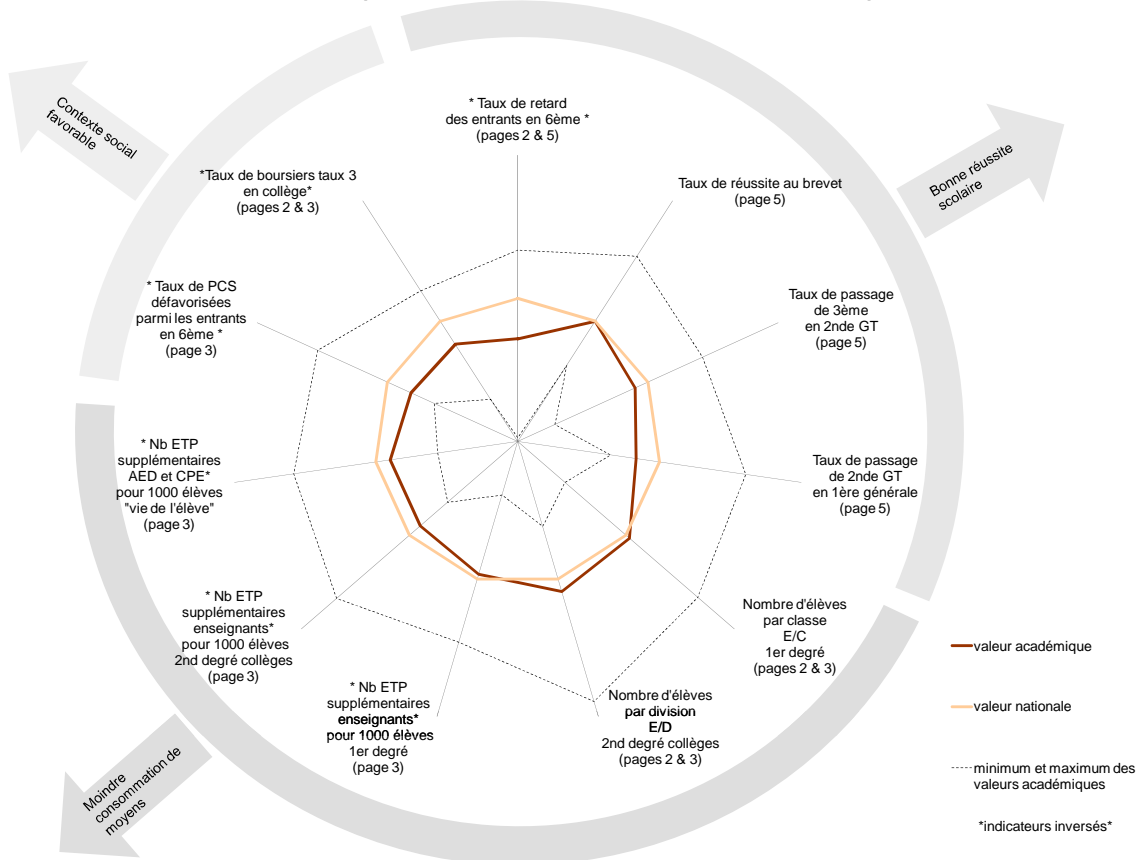 * Taux de retard
des entrants en 6ème *
(pages 2 & 5)
Taux de réussite au brevet
(page 5)
Taux de passage
de 3ème
en 2nde GT
(page 5)
Taux de passage
de 2nde GT
en 1ère générale
(page 5)
Nombre d'élèves
par classe
E/C
1er degré
(pages 2 & 3)
Nombre d'élèves
par division
E/D
2nd degré collèges
(pages 2 & 3)
* Nb ETP
supplémentaires
enseignants*
pour 1000 élèves
1er degré
(page 3)
* Nb ETP
supplémentaires
enseignants*
pour 1000 élèves
2nd degré collèges
(page 3)
* Nb ETP
supplémentaires
AED et CPE*
pour 1000 élèves
"vie de l'élève"
(page 3)
* Taux de PCS
défavorisées
parmi les entrants
en 6ème *
(page 3)
*Taux de boursiers taux 3
en collège*
(pages 2 & 3)
Contexte social
favorable
Bonne réussite
scolaire
Moindre
consommation de
moyens
valeur académique
valeur nationale
minimum et maximum des
valeurs académiques
*indicateurs inversés*